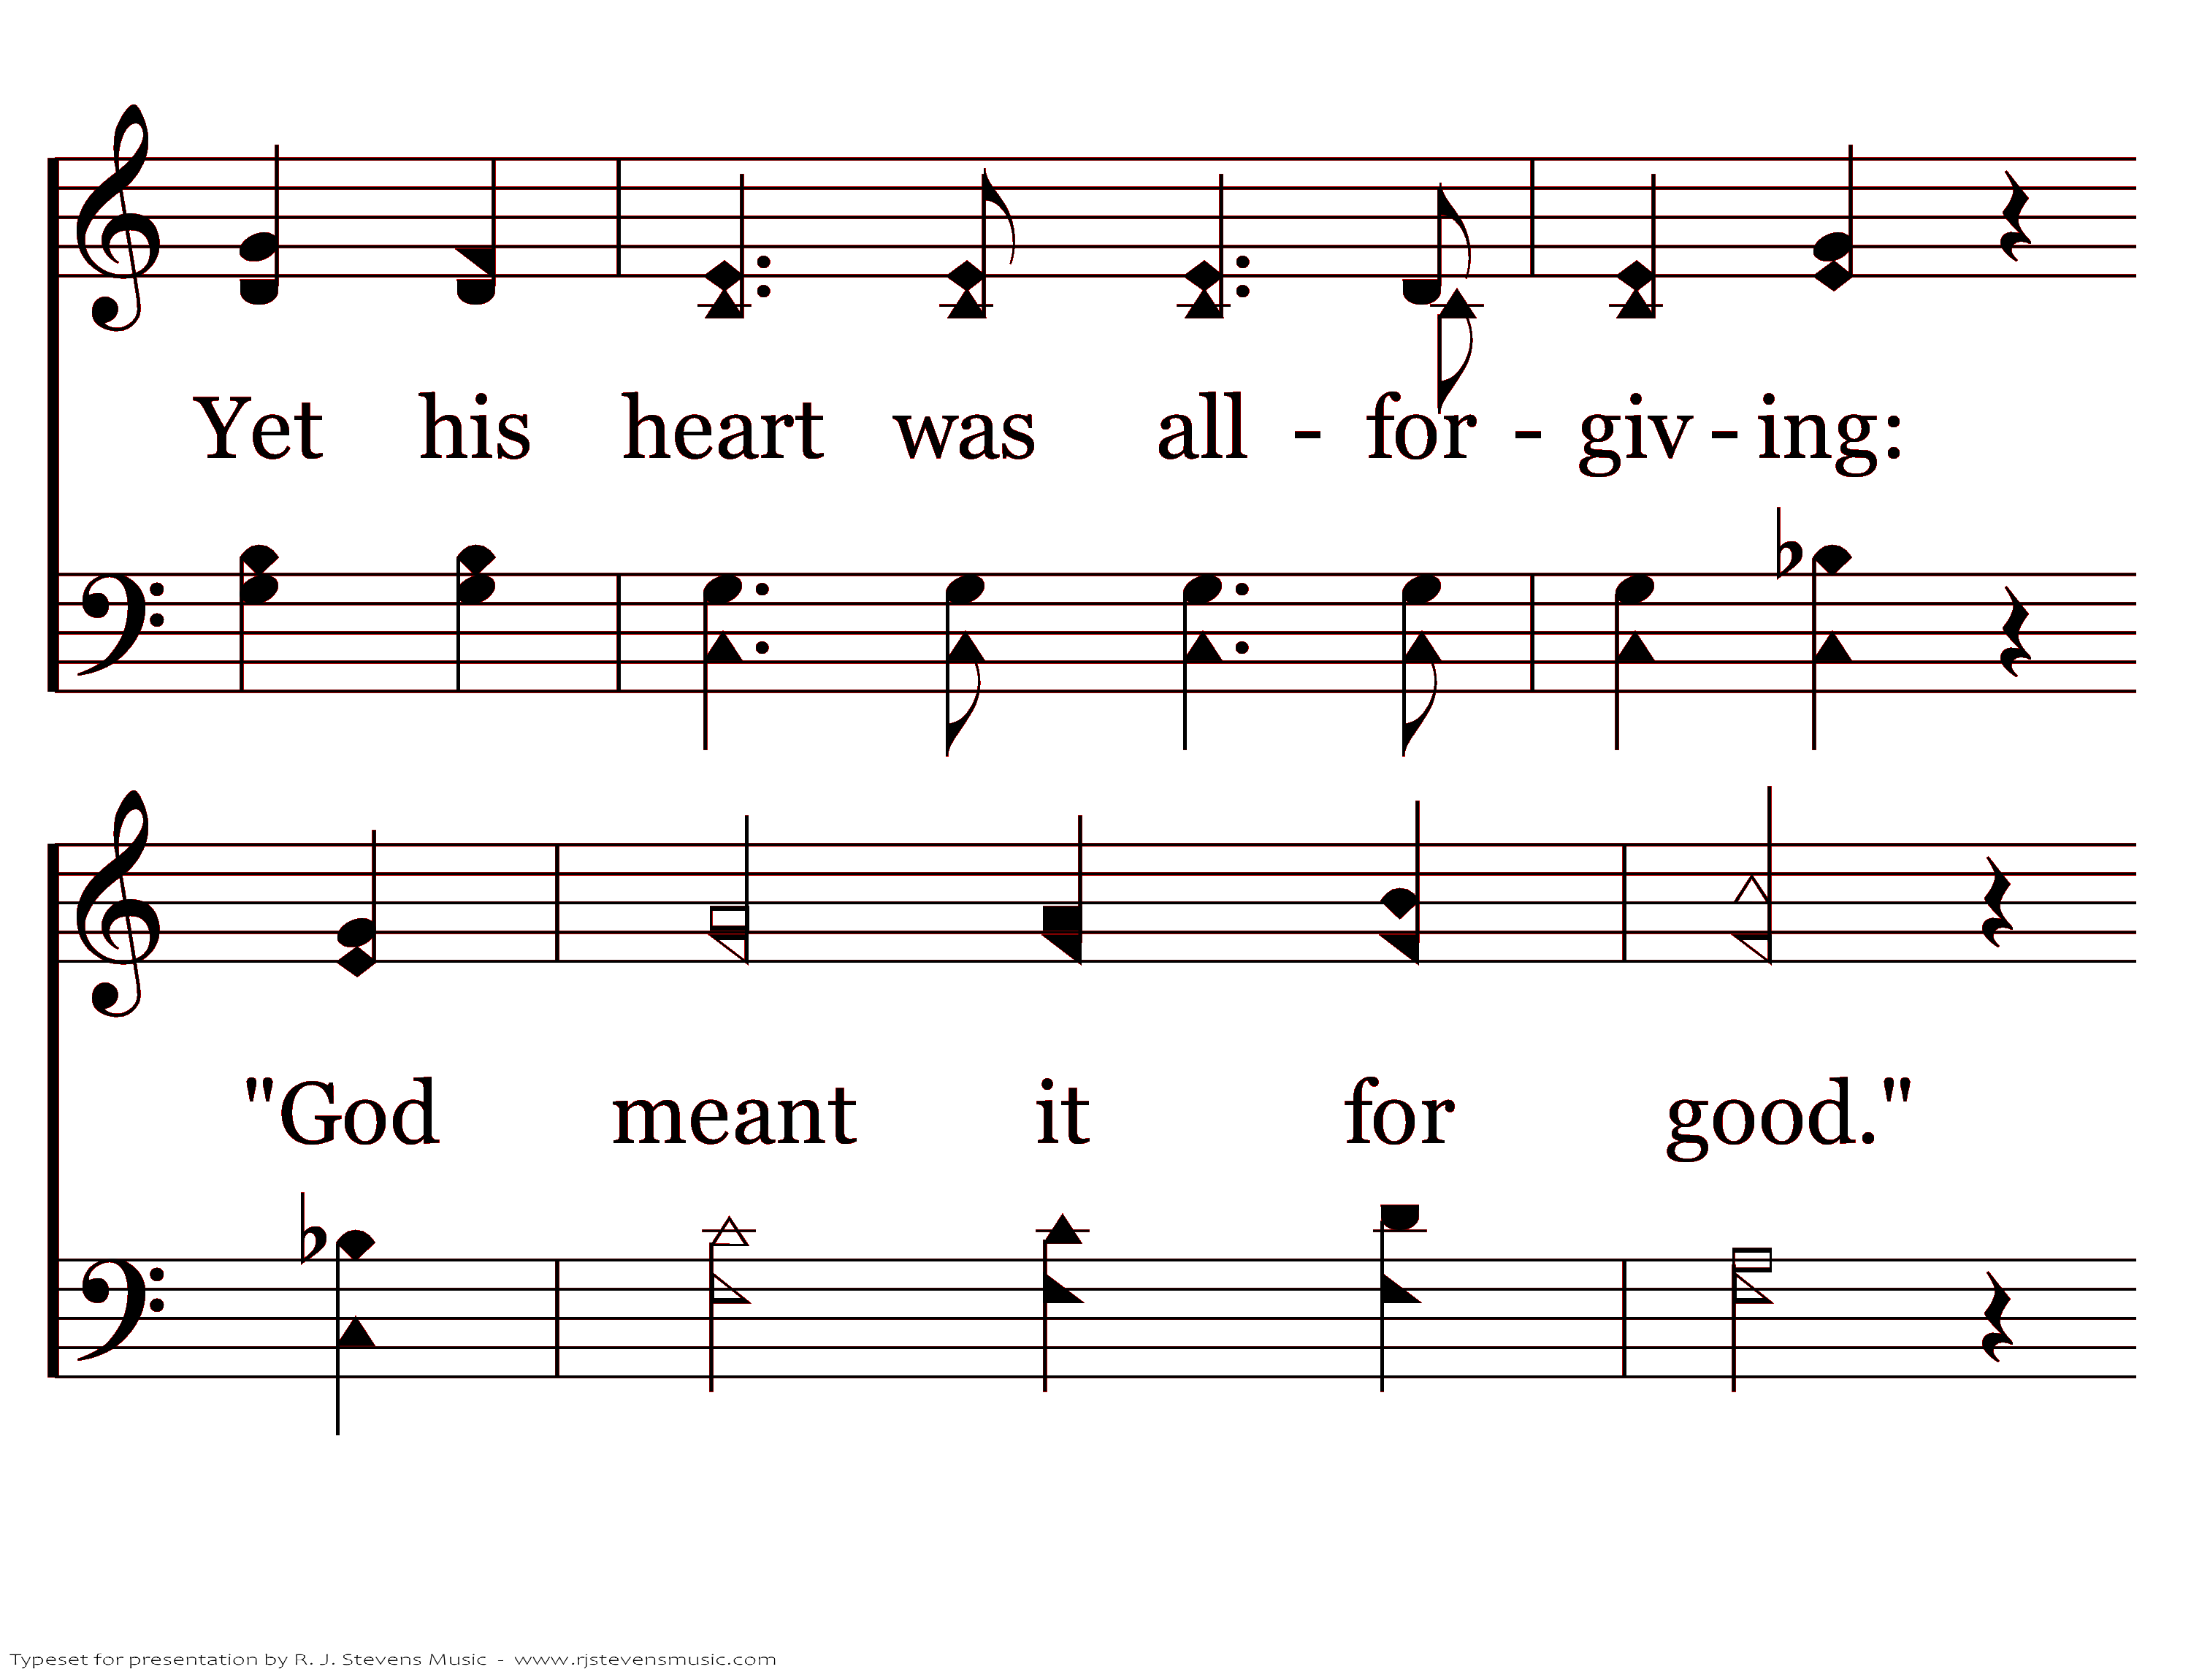 Yet his heart was all - for - giv - ing:
"God meant it for good."
Typeset for presentation by R. J. Stevens Music - www.rjstevensmusic.com